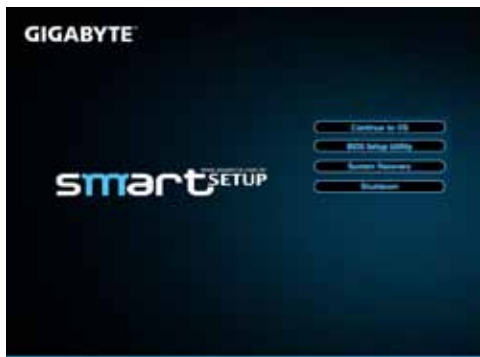 GIGABYTE
Continue to OS
BIOS Setup Utility
System Recovery
smart SETUP
Shutdown